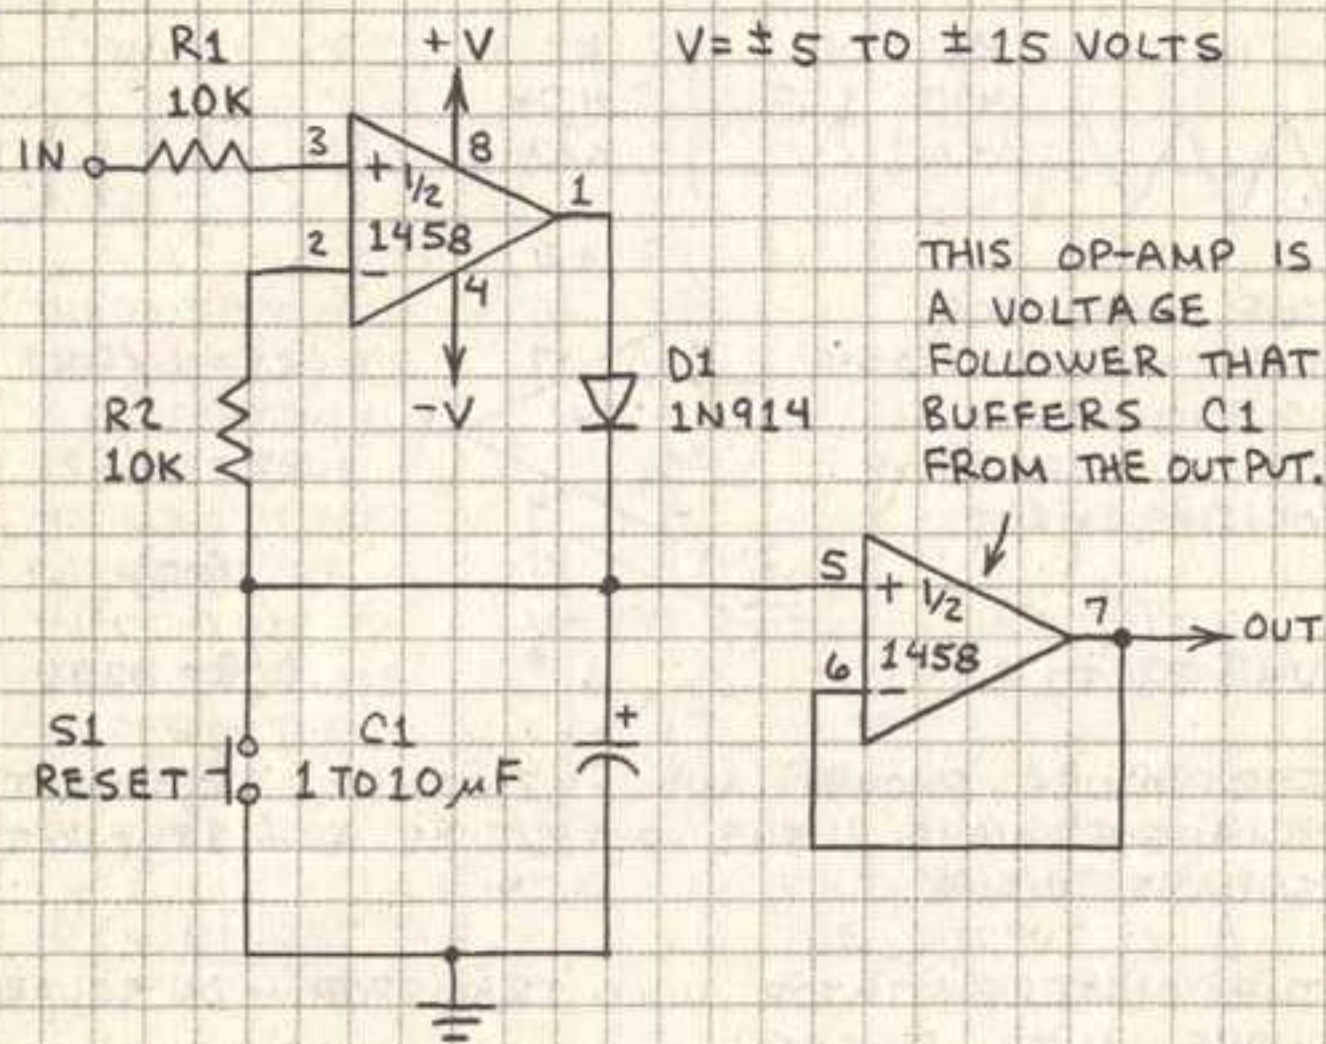 R1
10K
+V
V= ± 5 TO ± 15 VOLTS
IN
3
+
8
1/2
1458
1
2
-
4
-V
R2
10K
D1
1N914
THIS OP-AMP IS
A VOLTAGE
FOLLOWER THAT
BUFFERS C1
FROM THE OUTPUT.
5
+
1/2
1458
6
-
7
OUT
S1
RESET
C1
1 TO 10 μF
+